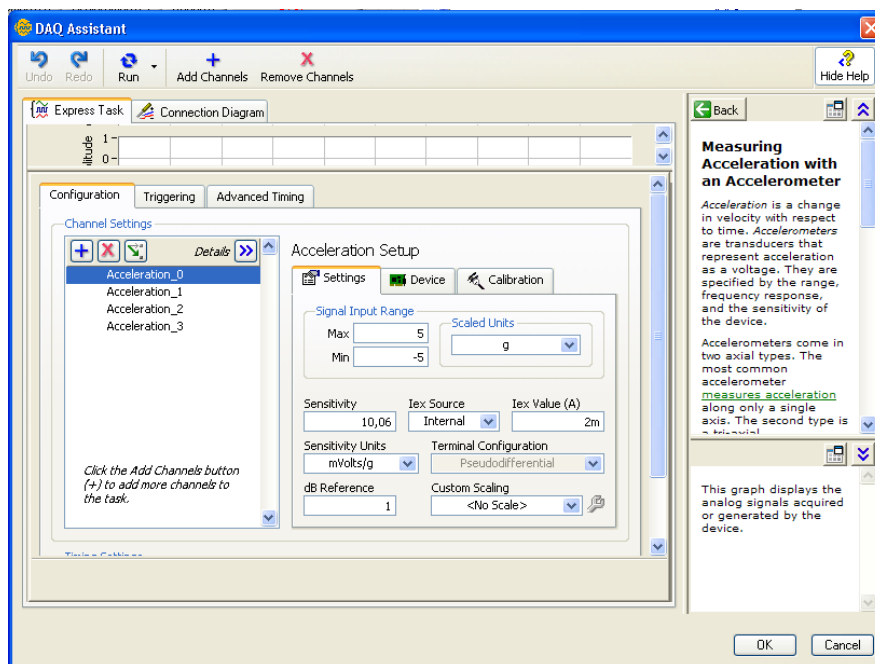 DAQ Assistant
Undo Redo Run Add Channels Remove Channels Hide Help
Express Task Connection Diagram
1
0
Configuration Triggering Advanced Timing
Channel Settings
Details
Acceleration_0
Acceleration_1
Acceleration_2
Acceleration_3
Click the Add Channels button
(+) to add more channels to
the task.
Acceleration Setup
Settings Device Calibration
Signal Input Range
Max 5
Min -5
Scaled Units
g
Sensitivity Iex Source Iex Value (A)
10,06 Internal 2m
Sensitivity Units Terminal Configuration
mVolts/g Pseudodifferential
dB Reference Custom Scaling
1 <No Scale>
Timing Settings
Back
Measuring
Acceleration with
an Accelerometer
Acceleration is a change
in velocity with respect
to time. Accelerometers
are transducers that
represent acceleration
as a voltage. They are
specified by the range,
frequency response,
and the sensitivity of
the device.
Accelerometers come in
two axial types. The
most common
accelerometer
measures acceleration
along only a single
axis. The second type is
a tri-axial
This graph displays the
analog signals acquired
or generated by the
device.
OK Cancel